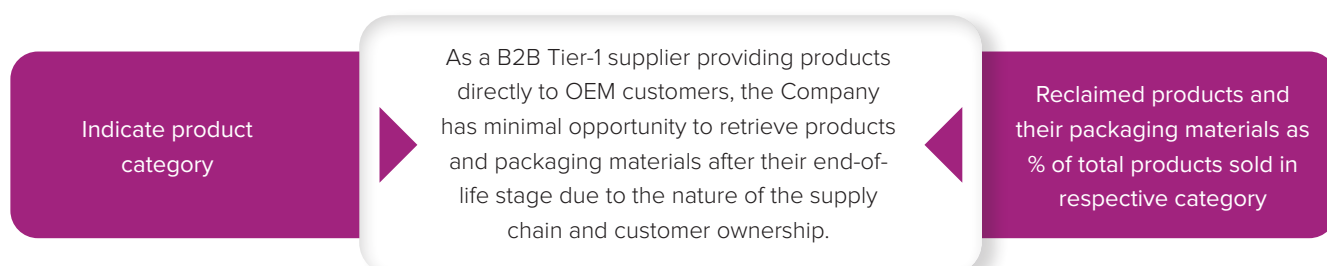 Indicate product
category
As a B2B Tier-1 supplier providing products
directly to OEM customers, the Company
has minimal opportunity to retrieve products
and packaging materials after their end-of-
life stage due to the nature of the supply
chain and customer ownership.
Reclaimed products and
their packaging materials as
% of total products sold in
respective category